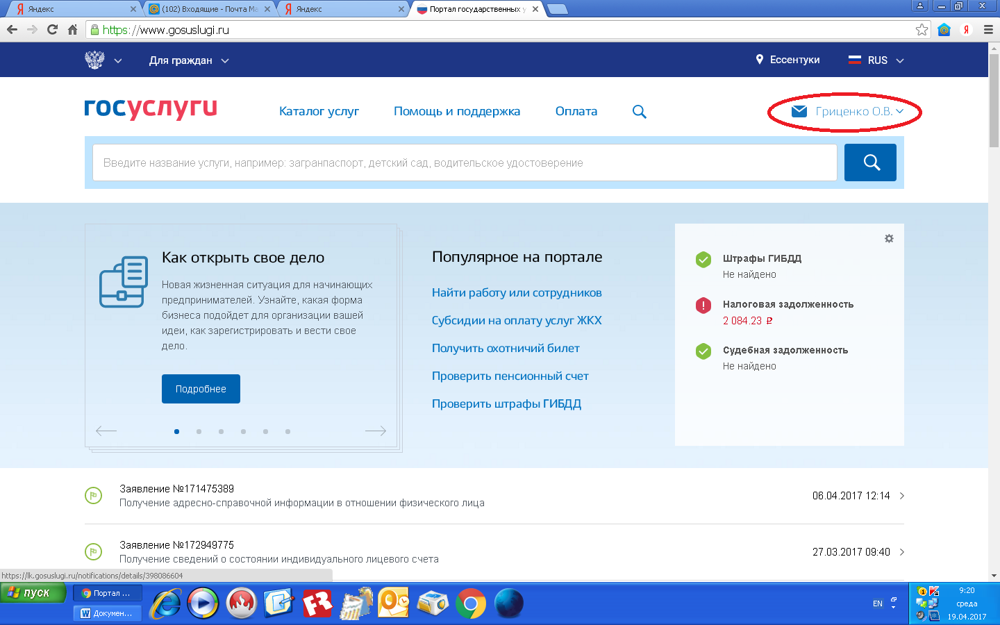 Яндекс
(102) Входящие - Почта Ма
Яндекс
Портал государственных у
https://www.gosuslugi.ru
Я
Для граждан
Ессентуки
RUS
госуслуги
Каталог услуг
Помощь и поддержка
Оплата
Гриценко О.В.
Введите название услуги, например: загранпаспорт, детский сад, водительское удостоверение
Как открыть свое дело
Новая жизненная ситуация для начинающих
предпринимателей. Узнайте, какая форма
бизнеса подойдет для организации вашей
идеи, как зарегистрировать и вести свое
дело.
Подробнее
Популярное на портале
Найти работу или сотрудников
Субсидии на оплату услуг ЖКХ
Получить охотничий билет
Проверить пенсионный счет
Проверить штрафы ГИБДД
Штрафы ГИБДД
Не найдено
Налоговая задолженность
2 084.23 ₽
Судебная задолженность
Не найдено
Заявление №171475389
Получение адресно-справочной информации в отношении физического лица
06.04.2017 12:14
Заявление №172949775
Получение сведений о состоянии индивидуального лицевого счета
27.03.2017 09:40
https://lk.gosuslugi.ru/notifications/details/398086604
пуск
Портал ...
Докумен...
EN
9:20
среда
19.04.2017